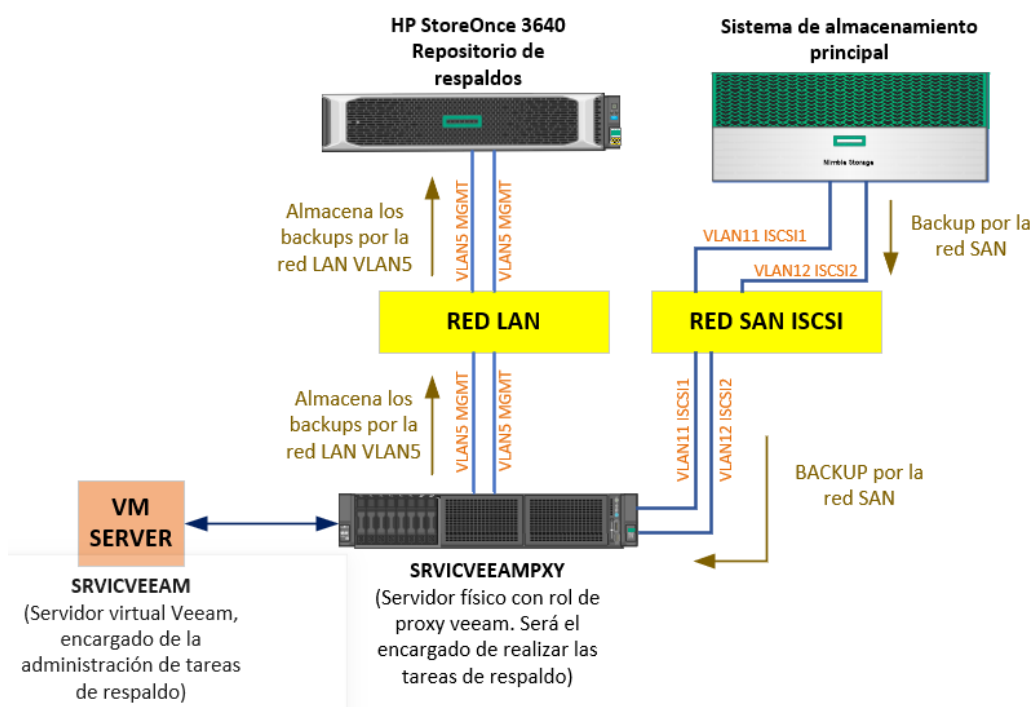 HP StoreOnce 3640
Repositorio de
respaldos
Sistema de almacenamiento
principal
Nimble Storage
Almacena los
backups por la
red LAN VLAN5
VLAN5 MGMT
VLAN5 MGMT
VLAN11 ISCSI1
VLAN12 ISCSI2
Backup por la
red SAN
RED LAN
RED SAN ISCSI
Almacena los
backups por la
red LAN VLAN5
VLAN5 MGMT
VLAN5 MGMT
VLAN11 ISCSI1
VLAN12 ISCSI2
BACKUP por la
red SAN
VM
SERVER
SRVICVEEAM
(Servidor virtual Veeam,
encargado de la
administración de tareas
de respaldo)
SRVICVEEAMPXY
(Servidor físico con rol de
proxy veeam. Será el
encargado de realizar las
tareas de respaldo)